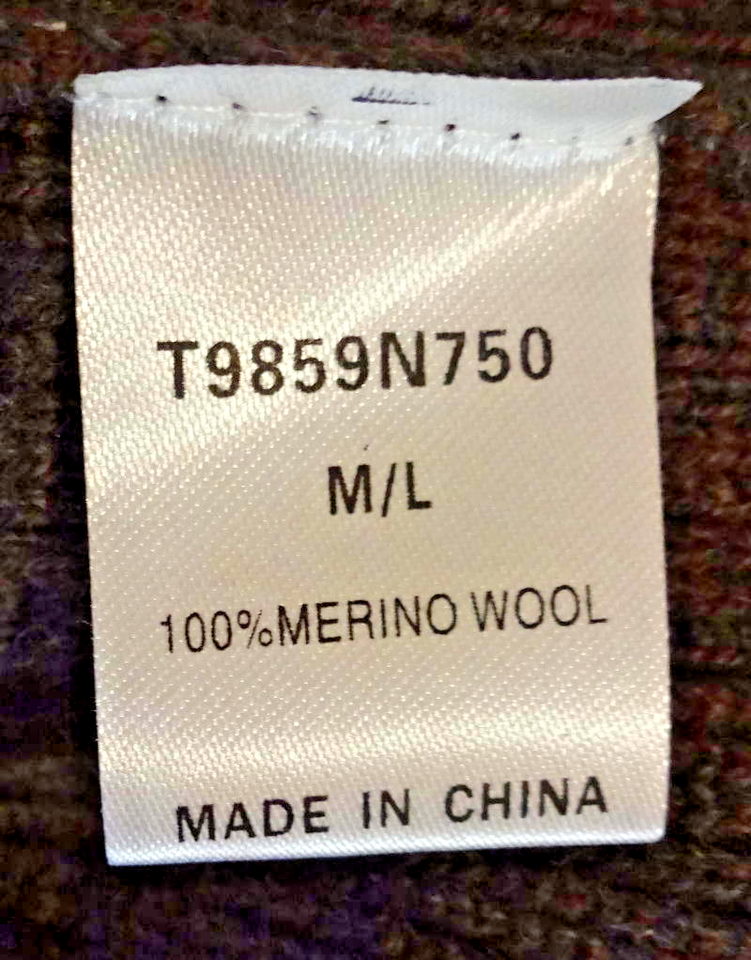 T9859N750
M/L
100%MERINO WOOL
MADE IN CHINA